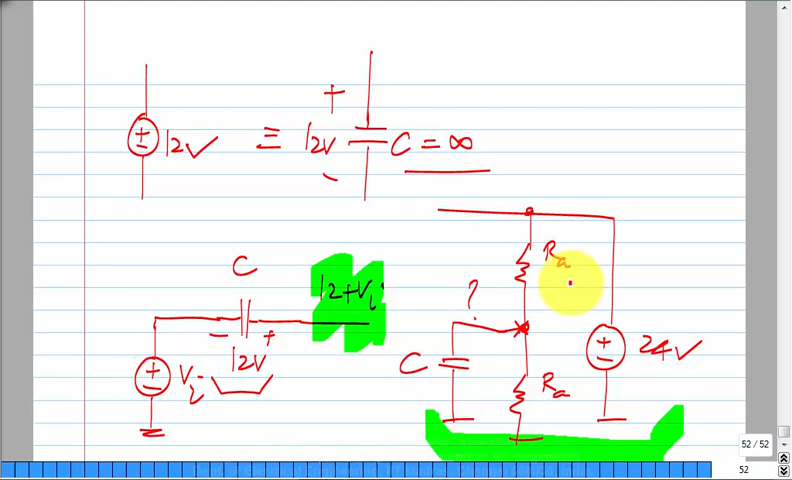 12V ≡ 12V C = ∞
+
−
C
12+Vi
− +
12V
+
−
Vi
Ra
?
C
Ra
+
−
24V
52 / 52
52